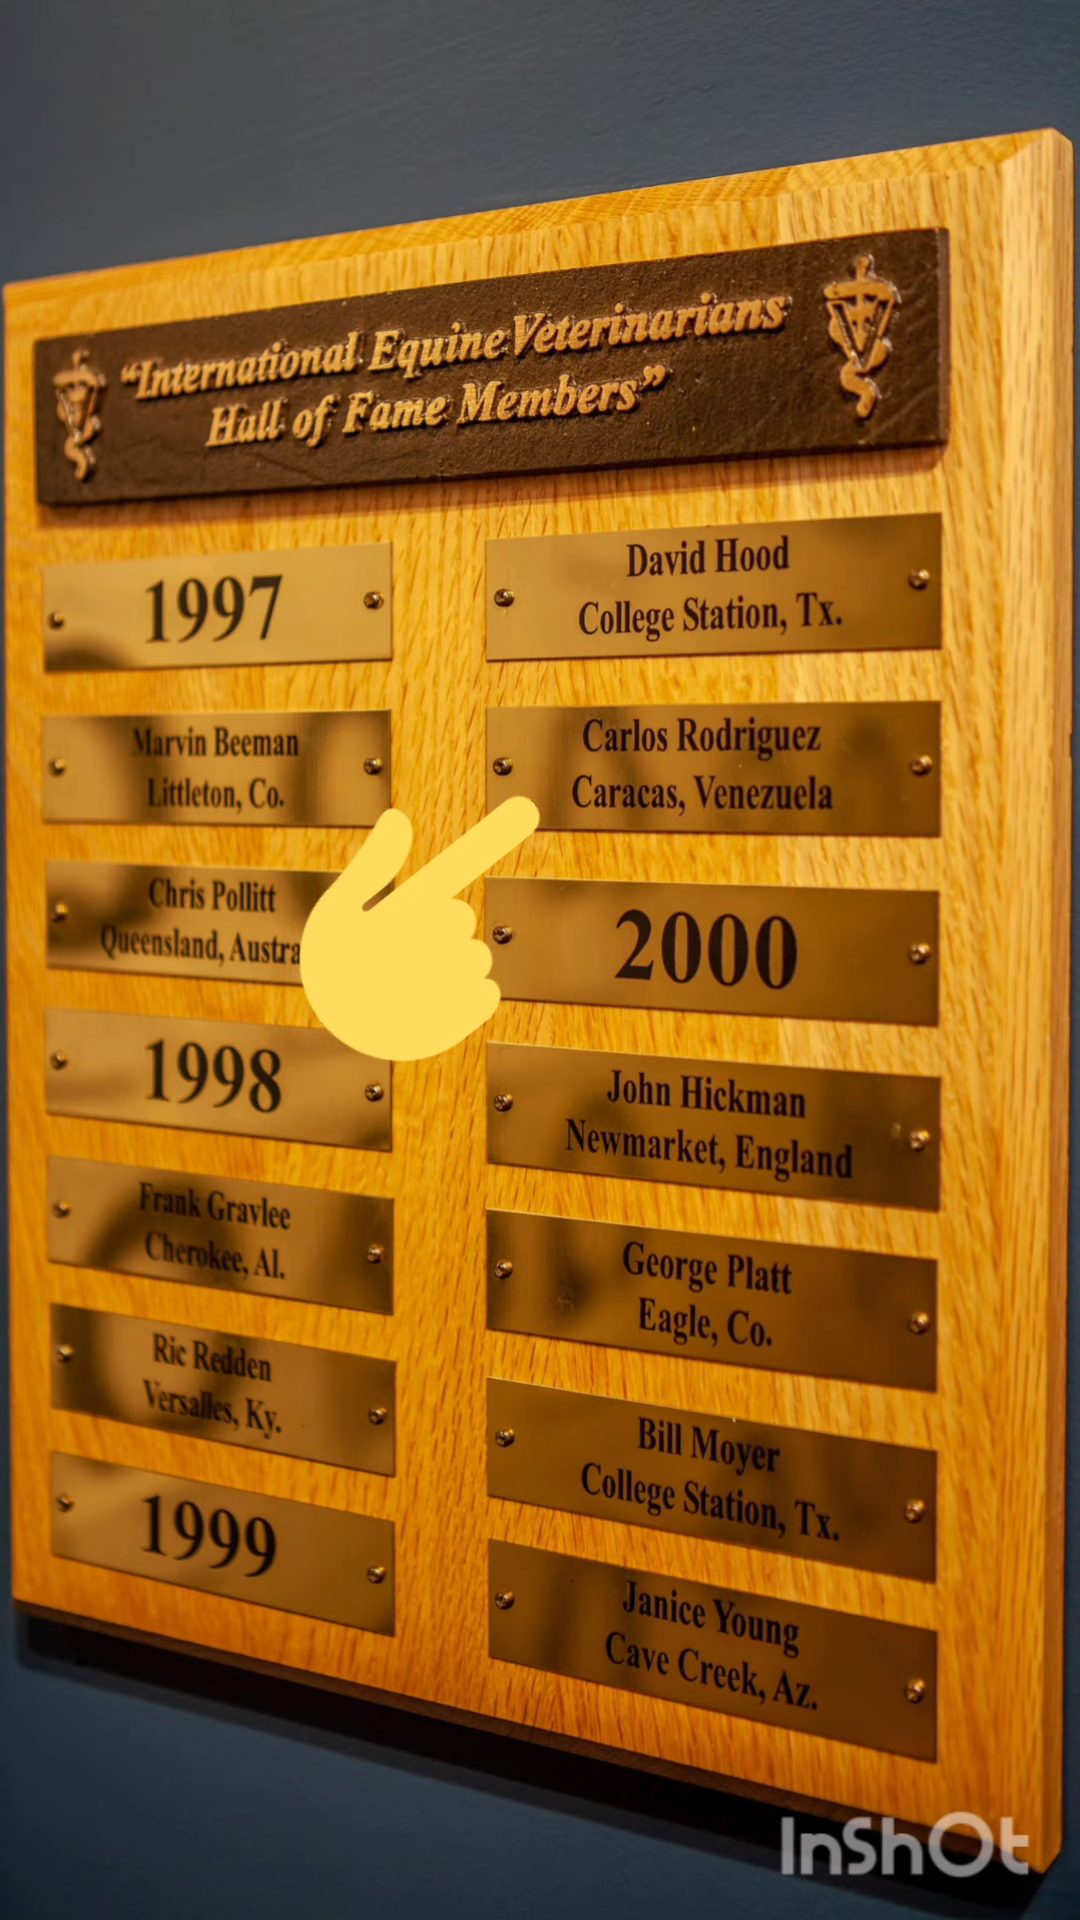 “International Equine Veterinarians
Hall of Fame Members”
1997
Marvin Beeman
Littleton, Co.
Chris Pollitt
Queensland, Austra
1998
Frank Gravlee
Cherokee, Al.
Ric Redden
Versalles, Ky.
1999
David Hood
College Station, Tx.
Carlos Rodriguez
Caracas, Venezuela
2000
John Hickman
Newmarket, England
George Platt
Eagle, Co.
Bill Moyer
College Station, Tx.
Janice Young
Cave Creek, Az.
InShOt